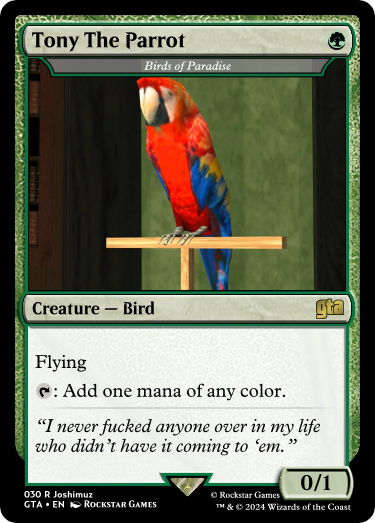 Tony The Parrot
Birds of Paradise
Creature — Bird
gta
Flying
: Add one mana of any color.
“I never fucked anyone over in my life
who didn’t have it coming to ‘em.”
0/1
030 R Joshimuz
GTA • EN Rockstar Games
© Rockstar Games
™ & © 2024 Wizards of the Coast